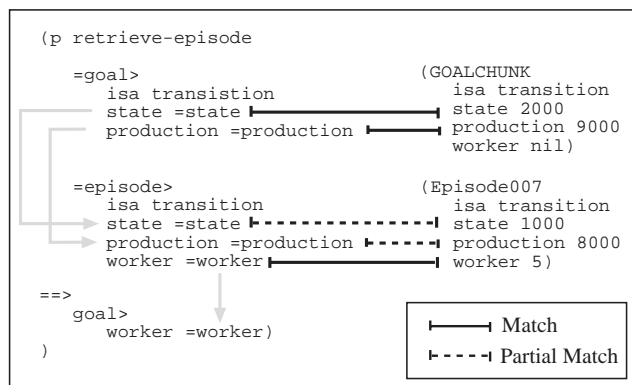 (p retrieve-episode
=goal> (GOALCHUNK
isa transistion isa transition
state =state state 2000
production =production production 9000
worker nil)
=episode> (Episode007
isa transition isa transition
state =state state 1000
production =production production 8000
worker =worker worker 5)
==>
goal>
worker =worker)
)
Match
Partial Match